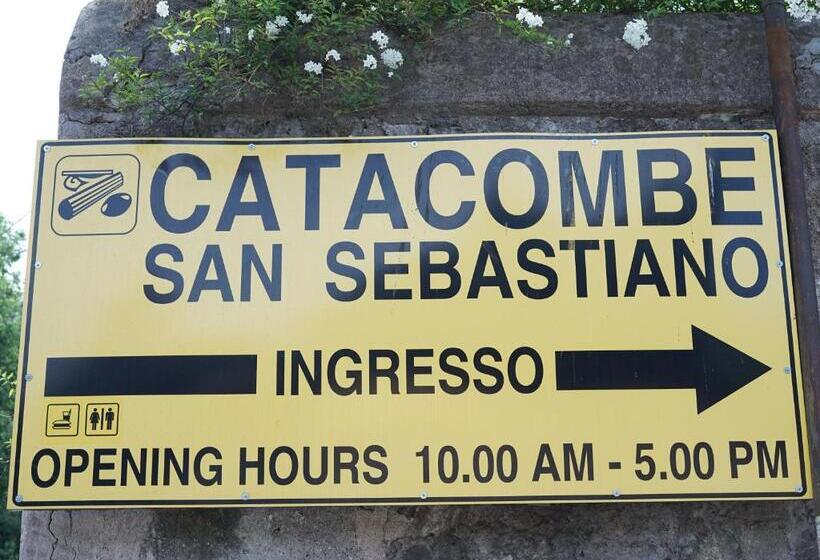 CATACOMBE
SAN SEBASTIANO
INGRESSO
OPENING HOURS 10.00 AM - 5.00 PM